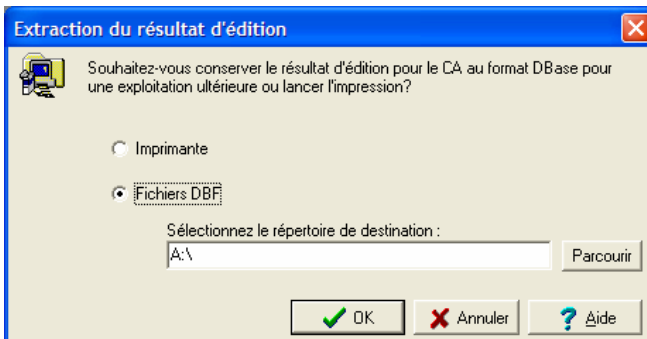 Extraction du résultat d'édition
Souhaitez-vous conserver le résultat d'édition pour le CA au format DBase pour
une exploitation ultérieure ou lancer l'impression?
Imprimante
Fichiers DBF
Sélectionnez le répertoire de destination :
A:\ Parcourir
OK Annuler Aide